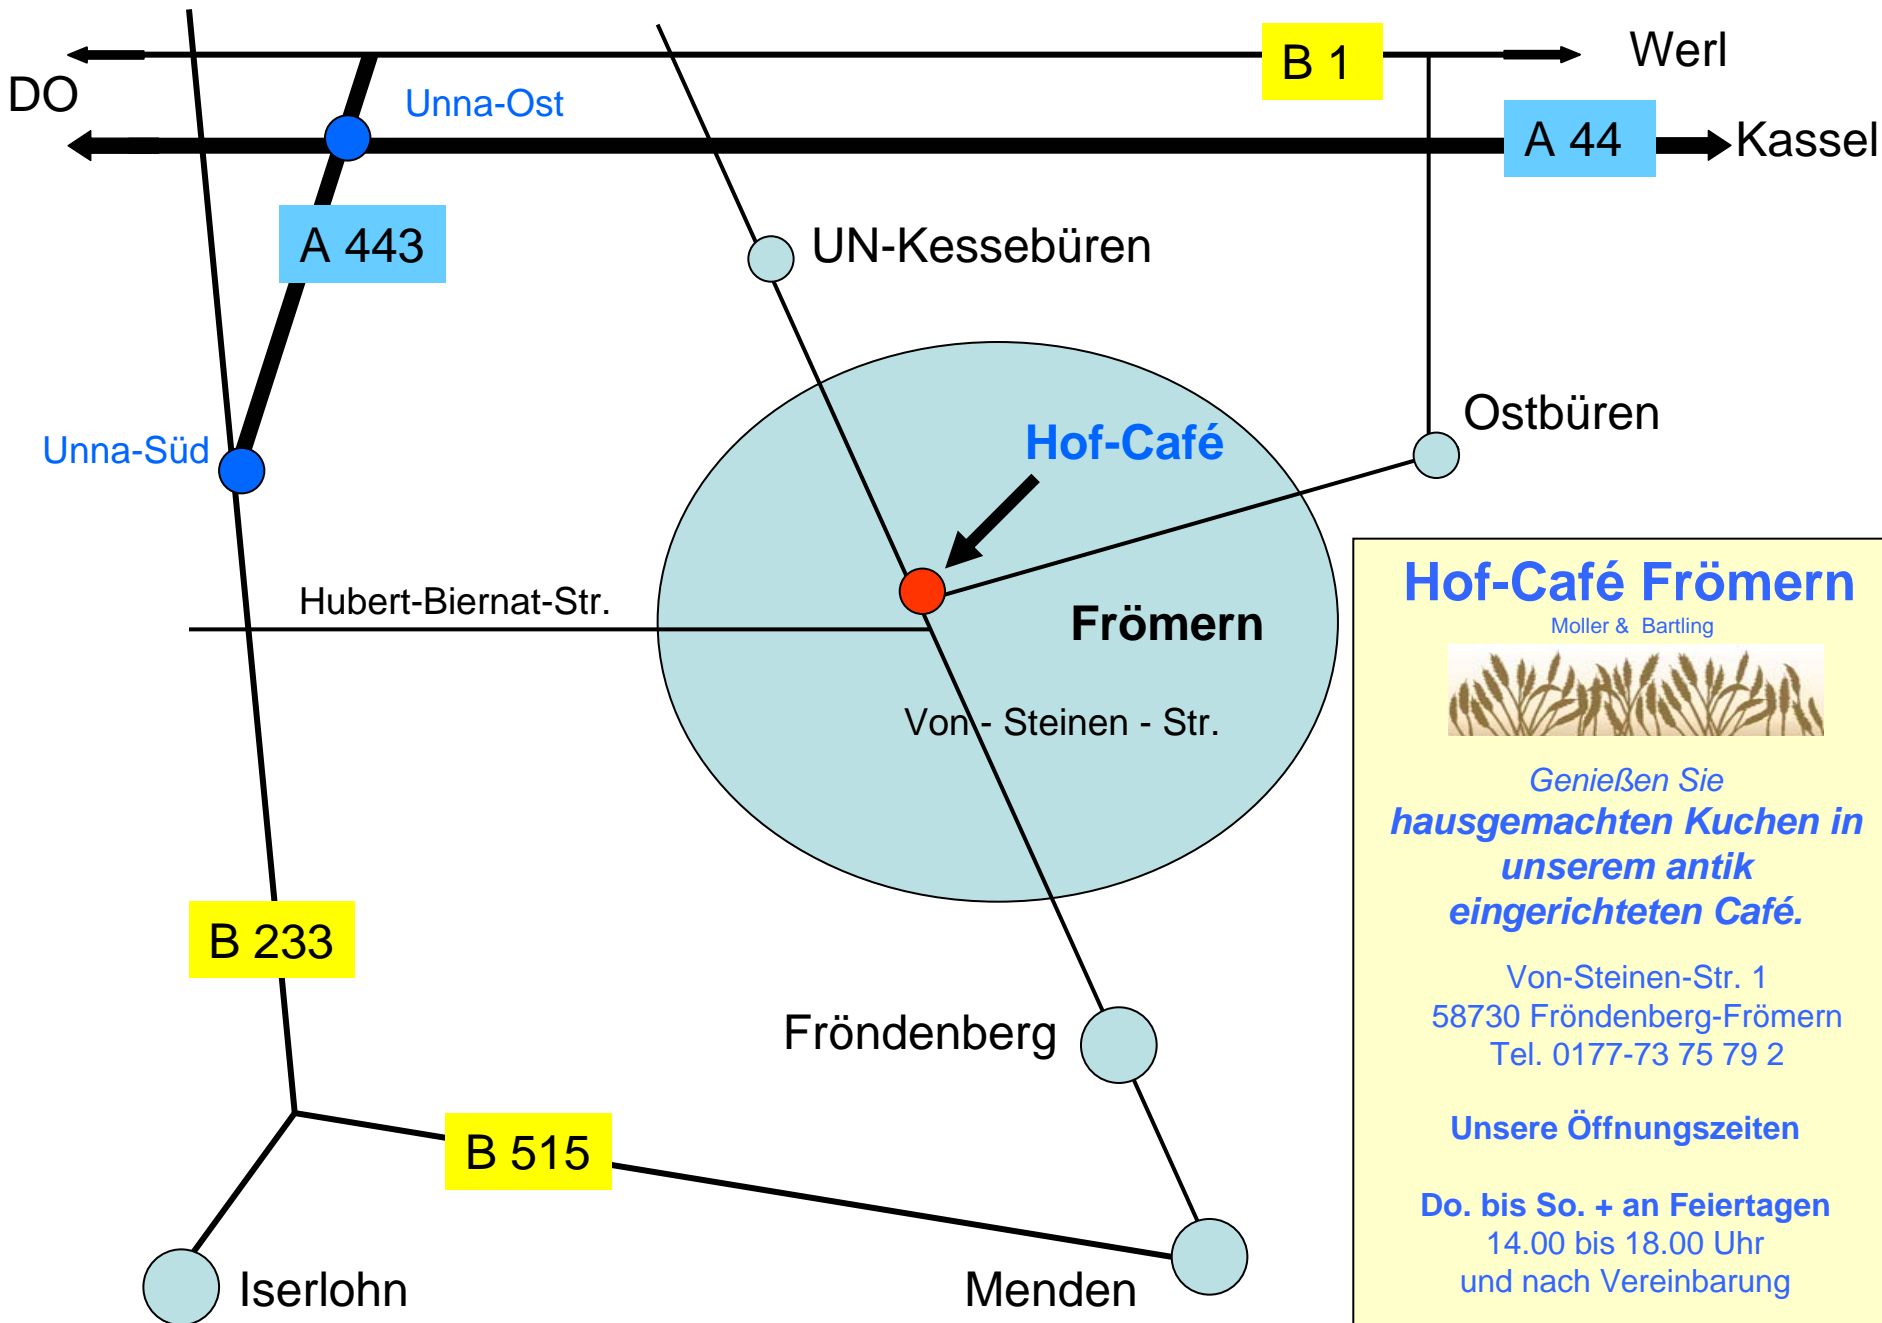 B 1
Werl
DO
Unna-Ost
A 44
Kassel
A 443
UN-Kessebüren
Ostbüren
Hof-Café
Unna-Süd
Hubert-Biernat-Str.
Frömern
Von - Steinen - Str.
B 233
Fröndenberg
B 515
Iserlohn
Menden
Hof-Café Frömern
Moller & Bartling
Genießen Sie
hausgemachten Kuchen in
unserem antik
eingerichteten Café.
Von-Steinen-Str. 1
58730 Fröndenberg-Frömern
Tel. 0177-73 75 79 2
Unsere Öffnungszeiten
Do. bis So. + an Feiertagen
14.00 bis 18.00 Uhr
und nach Vereinbarung